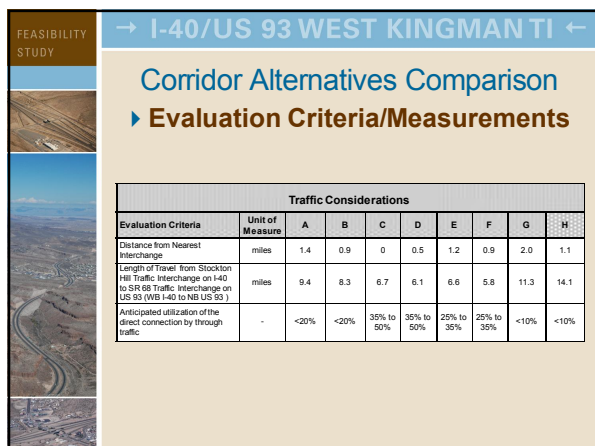 FEASIBILITY
STUDY
→ I-40/US 93 WEST KINGMAN TI ←
Corridor Alternatives Comparison
Evaluation Criteria/Measurements
Traffic Considerations
Evaluation Criteria Unit of Measure A B C D E F G H
Distance from Nearest Interchange miles 1.4 0.9 0 0.5 1.2 0.9 2.0 1.1
Length of Travel from Stockton Hill Traffic Interchange on I-40 to SR 68 Traffic Interchange on US 93 (WB I-40 to NB US 93 ) miles 9.4 8.3 6.7 6.1 6.6 5.8 11.3 14.1
Anticipated utilization of the direct connection by through traffic - <20% <20% 35% to 50% 35% to 50% 25% to 35% 25% to 35% <10% <10%